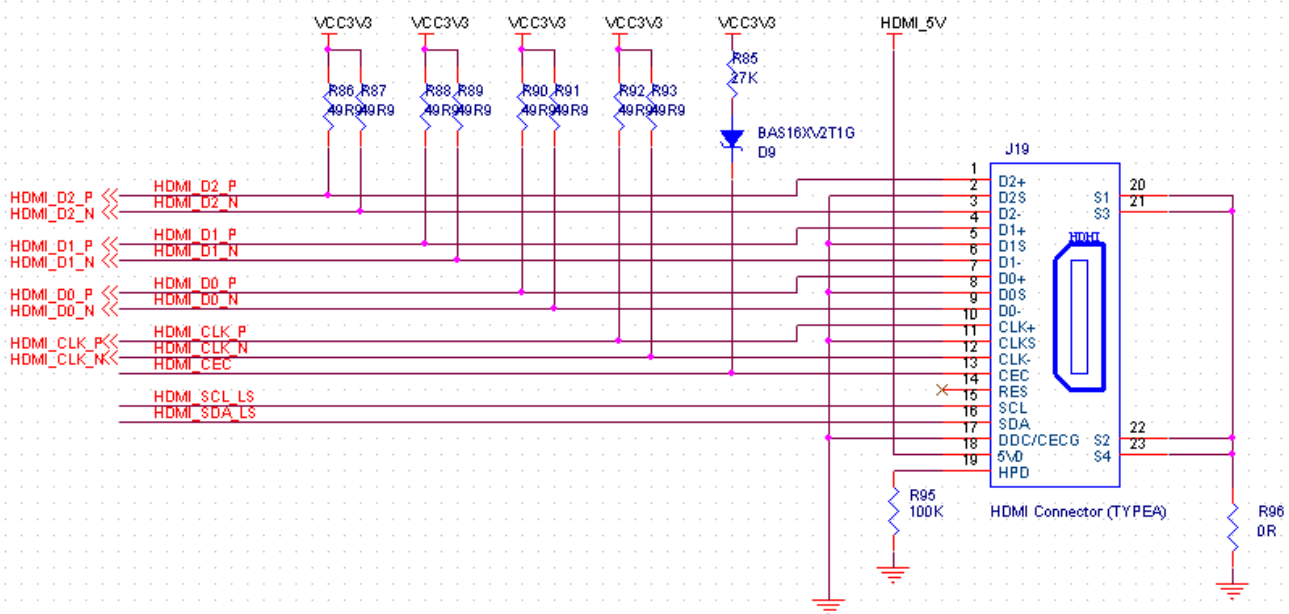 VCC3V3 VCC3V3 VCC3V3 VCC3V3 VCC3V3 HDMI_5V
R85
27K
R86 R87 R88 R89 R90 R91 R92 R93
49R9 49R9 49R9 49R9 49R9 49R9 49R9 49R9
BAS16XV2T1G
D9
J19
HDMI_D2_P HDMI_D2_P
HDMI_D2_N HDMI_D2_N
HDMI_D1_P HDMI_D1_P
HDMI_D1_N HDMI_D1_N
HDMI_D0_P HDMI_D0_P
HDMI_D0_N HDMI_D0_N
HDMI_CLK_P HDMI_CLK_P
HDMI_CLK_N HDMI_CLK_N
HDMI_CEC
HDMI_SCL_LS
HDMI_SDA_LS
1 D2+
2 D2S
3 D2-
4 D1+
5 D1S
6 D1-
7 D0+
8 D0S
9 D0-
10 CLK+
11 CLKS
12 CLK-
13 CEC
14 RES
15 SCL
16 SDA
17 DDC/CECG
18 5V0
19 HPD
HDMI
S1 20
S3 21
S2 22
S4 23
R95
100K
HDMI Connector (TYPEA)
R96
0R